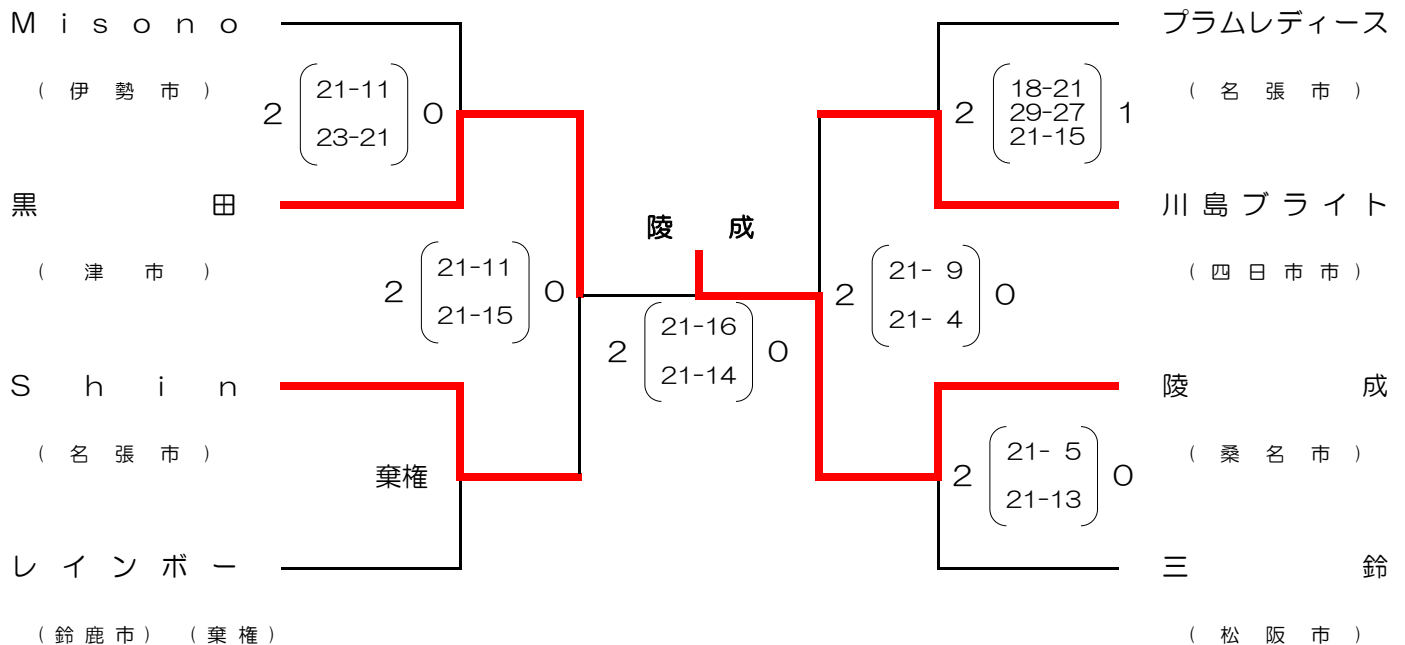 Misono
(伊勢市)
2 21-11 0
23-21
黒田
(津市)
2 21-11 0
21-15
Shin
(名張市)
棄権
レインボー
(鈴鹿市) (棄権)
陵成
2 21-16 0
21-14
プラムレディース
(名張市)
2 18-21 1
29-27
21-15
川島ブライト
(四日市市)
2 21- 9 0
21- 4
陵成
(桑名市)
2 21- 5 0
21-13
三鈴
(松阪市)